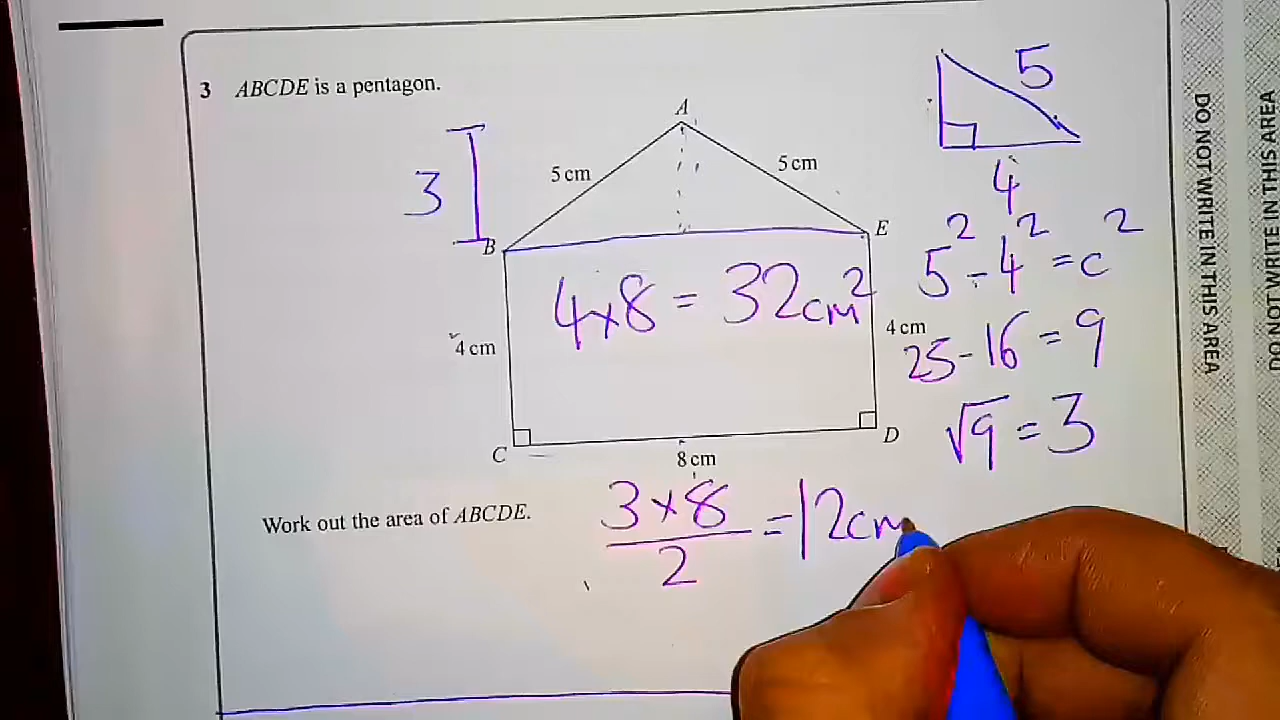 3 ABCDE is a pentagon.
A
5 cm
5 cm
3
B
E
4×8 = 32cm²
4 cm
4 cm
C
D
8 cm
5
4
5² - 4² = c²
25 - 16 = 9
√9 = 3
Work out the area of ABCDE.
3×8
2
=12cm
DO NOT WRITE IN THIS AREA
DO NOT WRITE IN THIS AREA